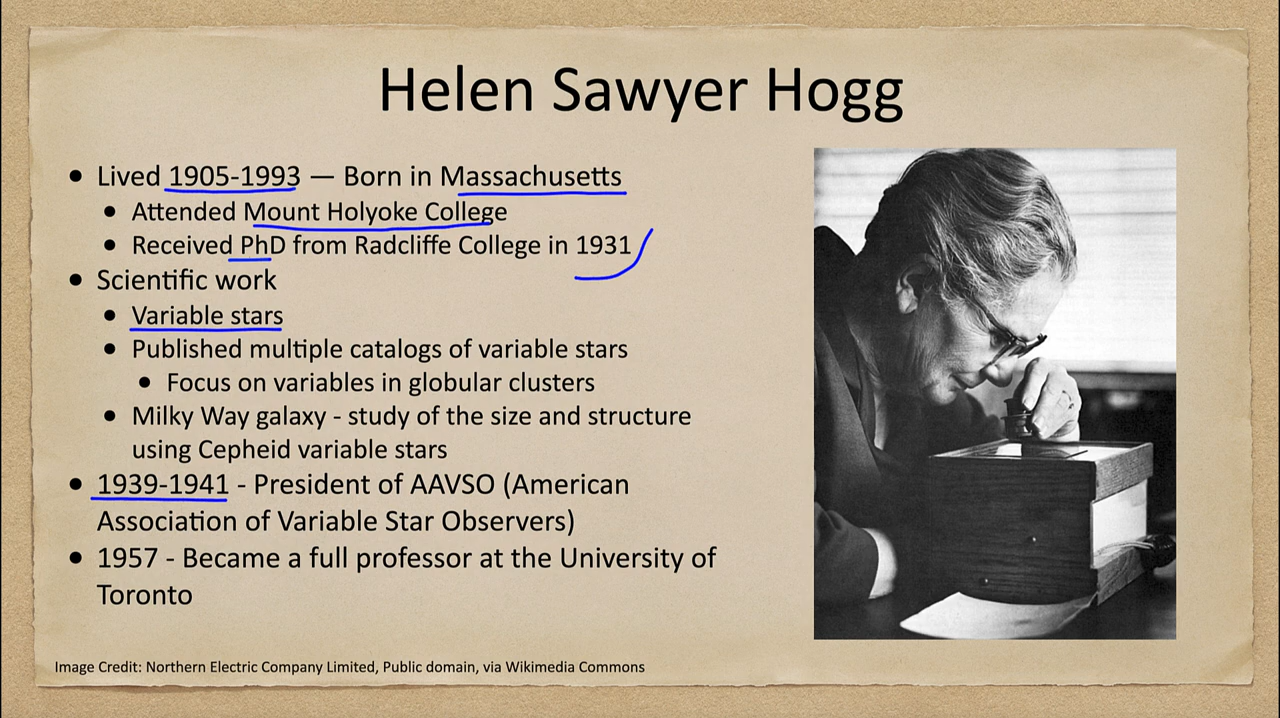 Helen Sawyer Hogg
• Lived 1905-1993 — Born in Massachusetts
• Attended Mount Holyoke College
• Received PhD from Radcliffe College in 1931
• Scientific work
• Variable stars
• Published multiple catalogs of variable stars
• Focus on variables in globular clusters
• Milky Way galaxy - study of the size and structure
using Cepheid variable stars
• 1939-1941 - President of AAVSO (American
Association of Variable Star Observers)
• 1957 - Became a full professor at the University of
Toronto
Image Credit: Northern Electric Company Limited, Public domain, via Wikimedia Commons